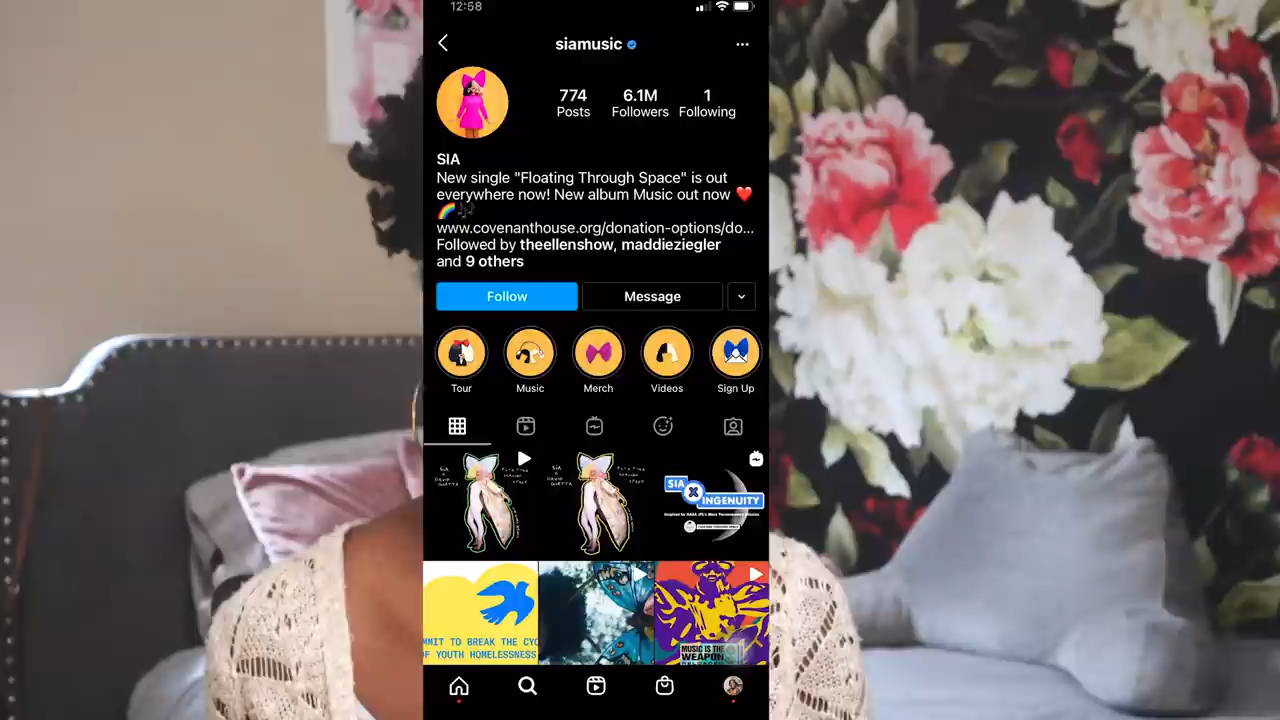 12:58
siamusic
774 6.1M 1
Posts Followers Following
SIA
New single "Floating Through Space" is out
everywhere now! New album Music out now ❤️
🌈🎶
www.covenanthouse.org/donation-options/do...
Followed by theellenshow, maddieziegler
and 9 others
Follow Message
Tour Music Merch Videos Sign Up
SIA
INGENUITY
MIT TO BREAK THE CYC
OF YOUTH HOMELESSNESS
MUSIC IS THE
WEAPON